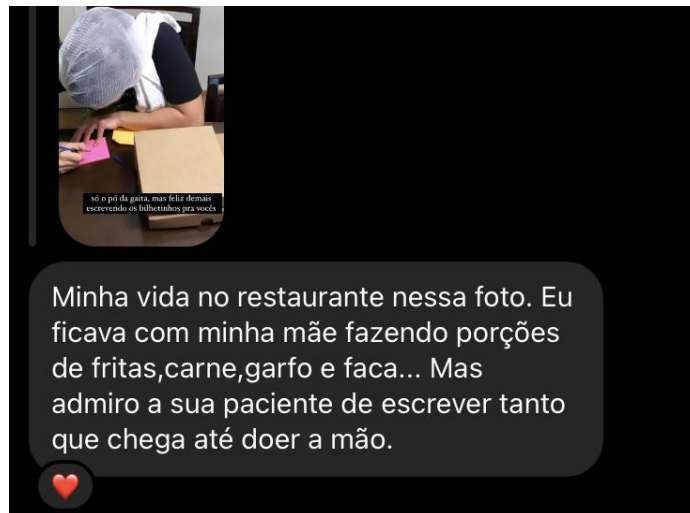 só o pó da gaita, mas feliz demais
escrevendo os bilhetinhos pra vocês
Minha vida no restaurante nessa foto. Eu
ficava com minha mãe fazendo porções
de fritas,carne,garfo e faca... Mas
admiro a sua paciente de escrever tanto
que chega até doer a mão.